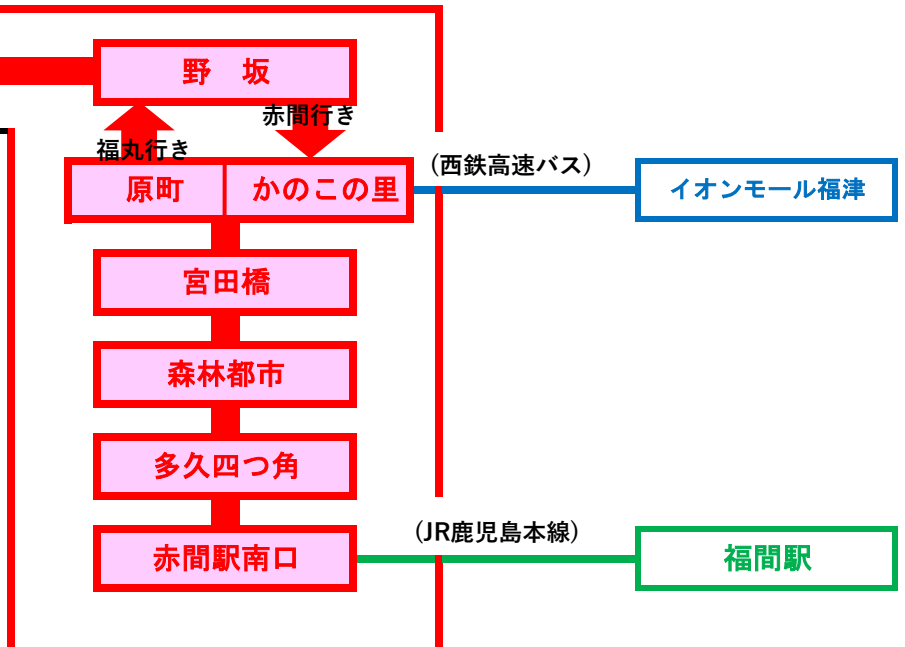 野　坂
赤間行き
福丸行き
(西鉄高速バス)
原町
かのこの里
イオンモール福津
宮田橋
森林都市
多久四つ角
(JR鹿児島本線)
赤間駅南口
福間駅